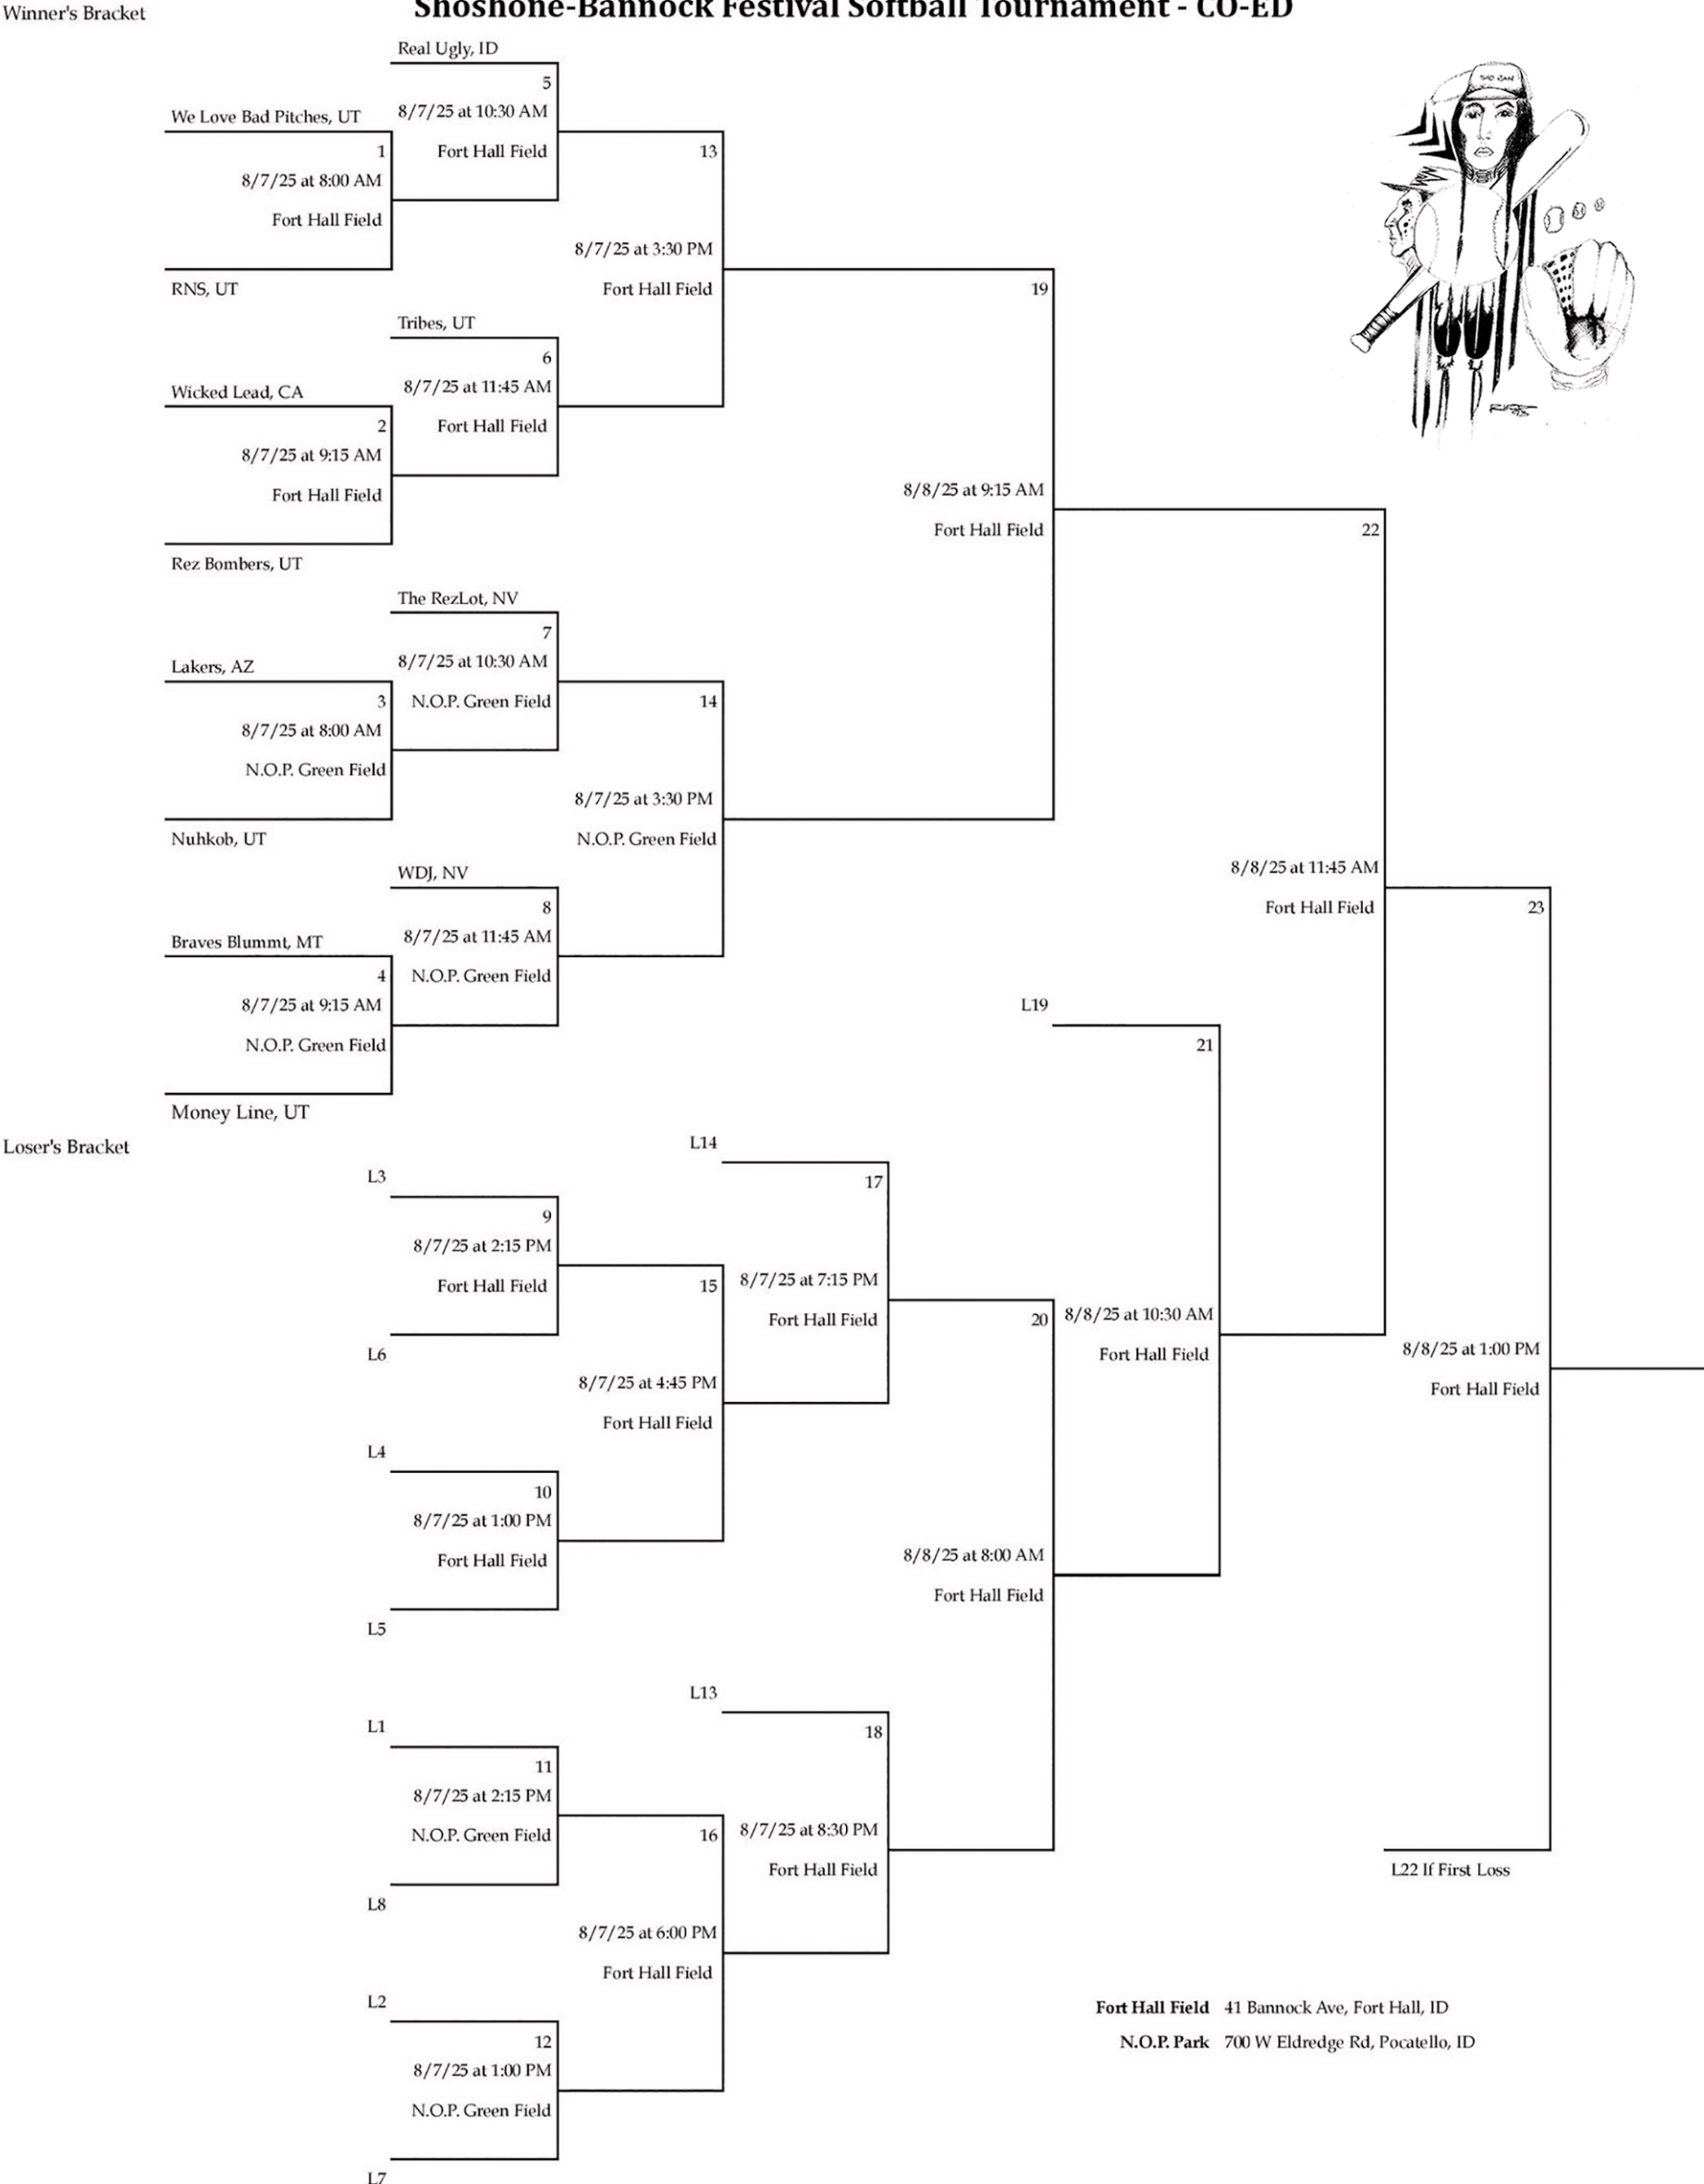 Winner's Bracket
Shoshone-Bannock Festival Softball Tournament - CO-ED
Real Ugly, ID
5
8/7/25 at 10:30 AM
Fort Hall Field
We Love Bad Pitches, UT
1
8/7/25 at 8:00 AM
Fort Hall Field
RNS, UT
13
8/7/25 at 3:30 PM
Fort Hall Field
Tribes, UT
6
8/7/25 at 11:45 AM
Fort Hall Field
Wicked Lead, CA
2
8/7/25 at 9:15 AM
Fort Hall Field
Rez Bombers, UT
19
8/8/25 at 9:15 AM
Fort Hall Field
The RezLot, NV
7
8/7/25 at 10:30 AM
N.O.P. Green Field
Lakers, AZ
3
8/7/25 at 8:00 AM
N.O.P. Green Field
Nuhkob, UT
14
8/7/25 at 3:30 PM
N.O.P. Green Field
WDJ, NV
8
8/7/25 at 11:45 AM
N.O.P. Green Field
Braves Blummt, MT
4
8/7/25 at 9:15 AM
N.O.P. Green Field
Money Line, UT
22
8/8/25 at 11:45 AM
Fort Hall Field
23
8/8/25 at 1:00 PM
Fort Hall Field
L22 If First Loss
Loser's Bracket
L19
21
8/8/25 at 10:30 AM
Fort Hall Field
L14
17
8/7/25 at 7:15 PM
Fort Hall Field
L3
9
8/7/25 at 2:15 PM
Fort Hall Field
L6
15
8/7/25 at 4:45 PM
Fort Hall Field
L4
10
8/7/25 at 1:00 PM
Fort Hall Field
L5
20
8/8/25 at 8:00 AM
Fort Hall Field
L13
18
8/7/25 at 8:30 PM
Fort Hall Field
L1
11
8/7/25 at 2:15 PM
N.O.P. Green Field
L8
16
8/7/25 at 6:00 PM
Fort Hall Field
L2
12
8/7/25 at 1:00 PM
N.O.P. Green Field
L7
Fort Hall Field 41 Bannock Ave, Fort Hall, ID
N.O.P. Park 700 W Eldredge Rd, Pocatello, ID